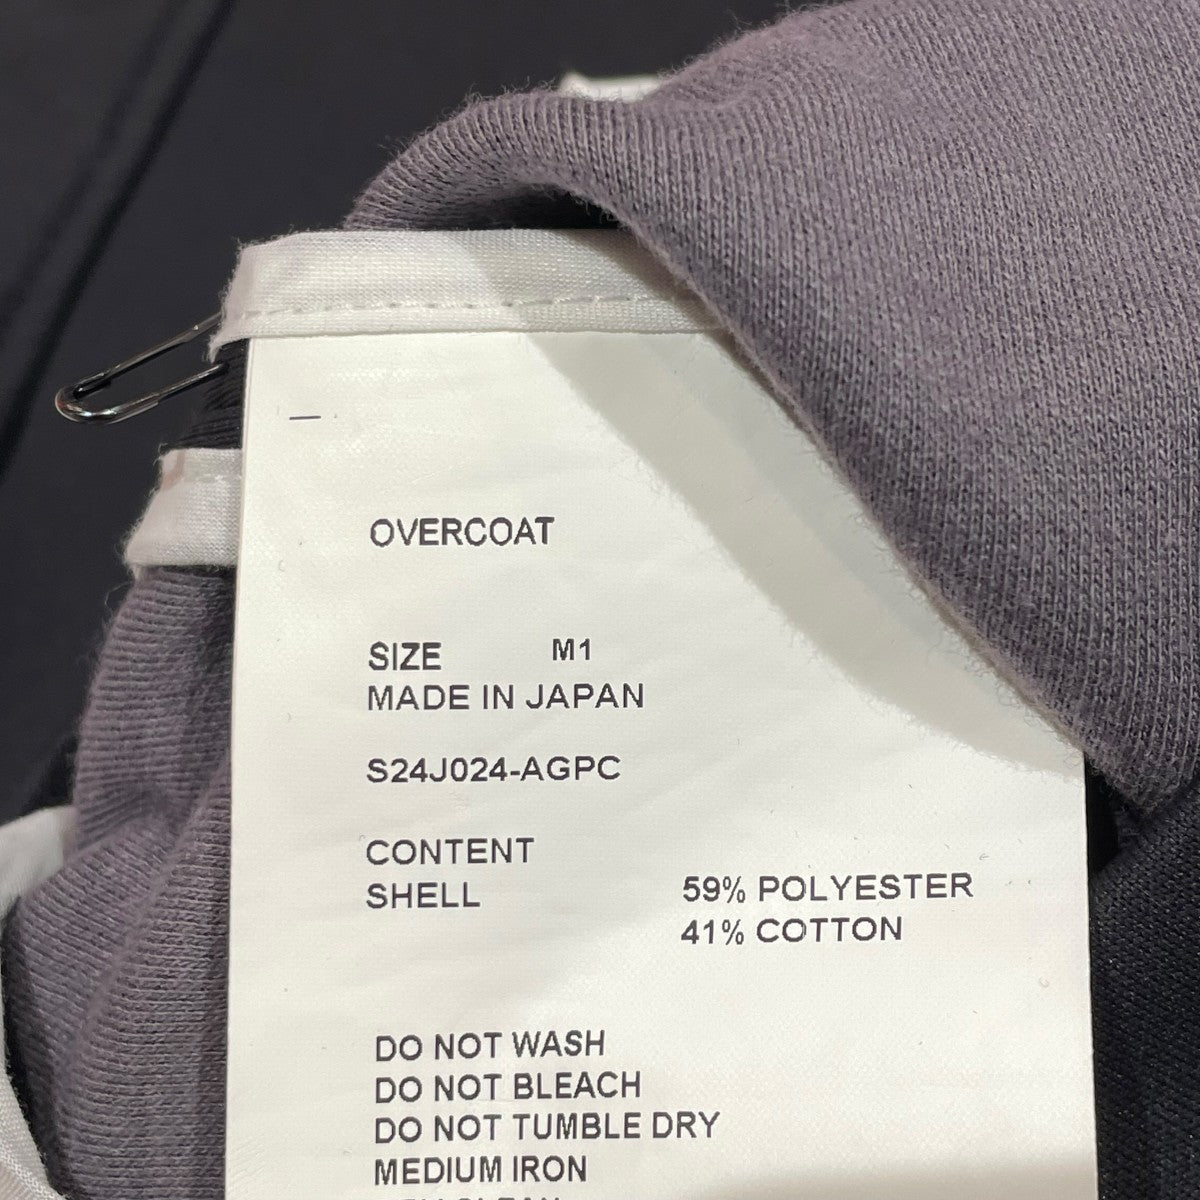 OVERCOAT
SIZE M1
MADE IN JAPAN
S24J024-AGPC
CONTENT
SHELL 59% POLYESTER
41% COTTON
DO NOT WASH
DO NOT BLEACH
DO NOT TUMBLE DRY
MEDIUM IRON